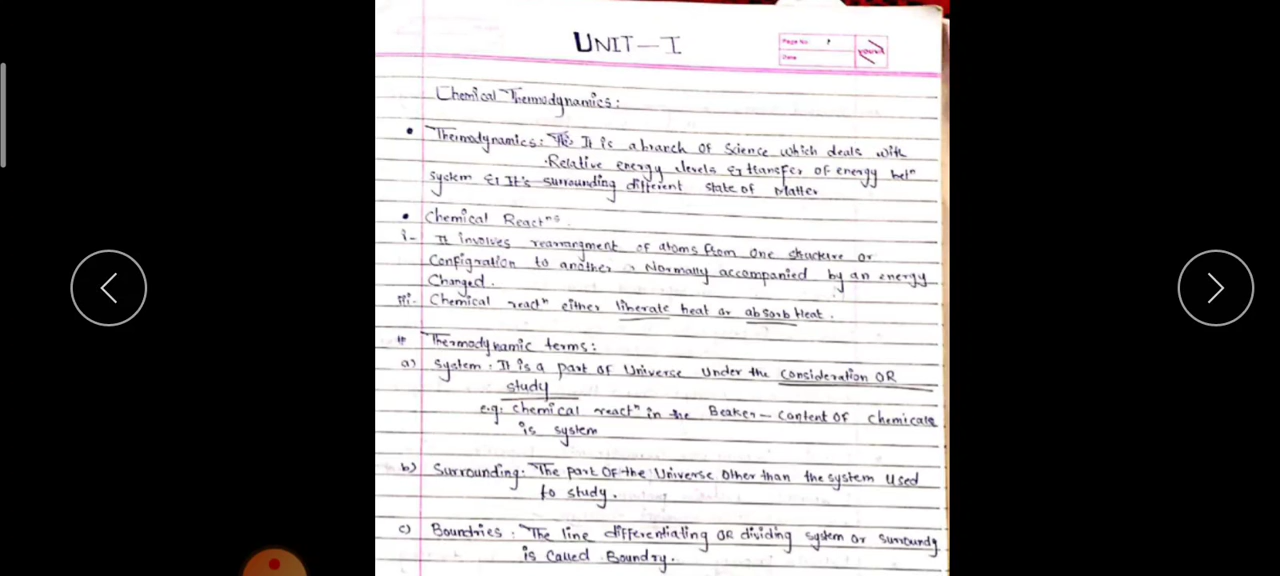 UNIT-I
Page No.
Date
Chemical Thermodynamics:
• Thermodynamics: It is a branch of Science which deals with
Relative energy levels & transfer of energy betn
system & It's surrounding different state of Matter
• Chemical Reactns.
i- It involves rearrangment of atoms from one structure or
configration to another, Normally accompanied by an energy
Changed.
ii- Chemical reactn either liberate heat or absorb Heat.
# Thermodynamic terms:
a) System: It is a part of Universe under the consideration OR
study
e.g. chemical reactn in the Beaker - content of chemicals
is system
b) Surrounding: The part of the Universe other than the system used
to study.
c) Boundries: The line differentiating OR dividing system or surroundg
is called Boundry.